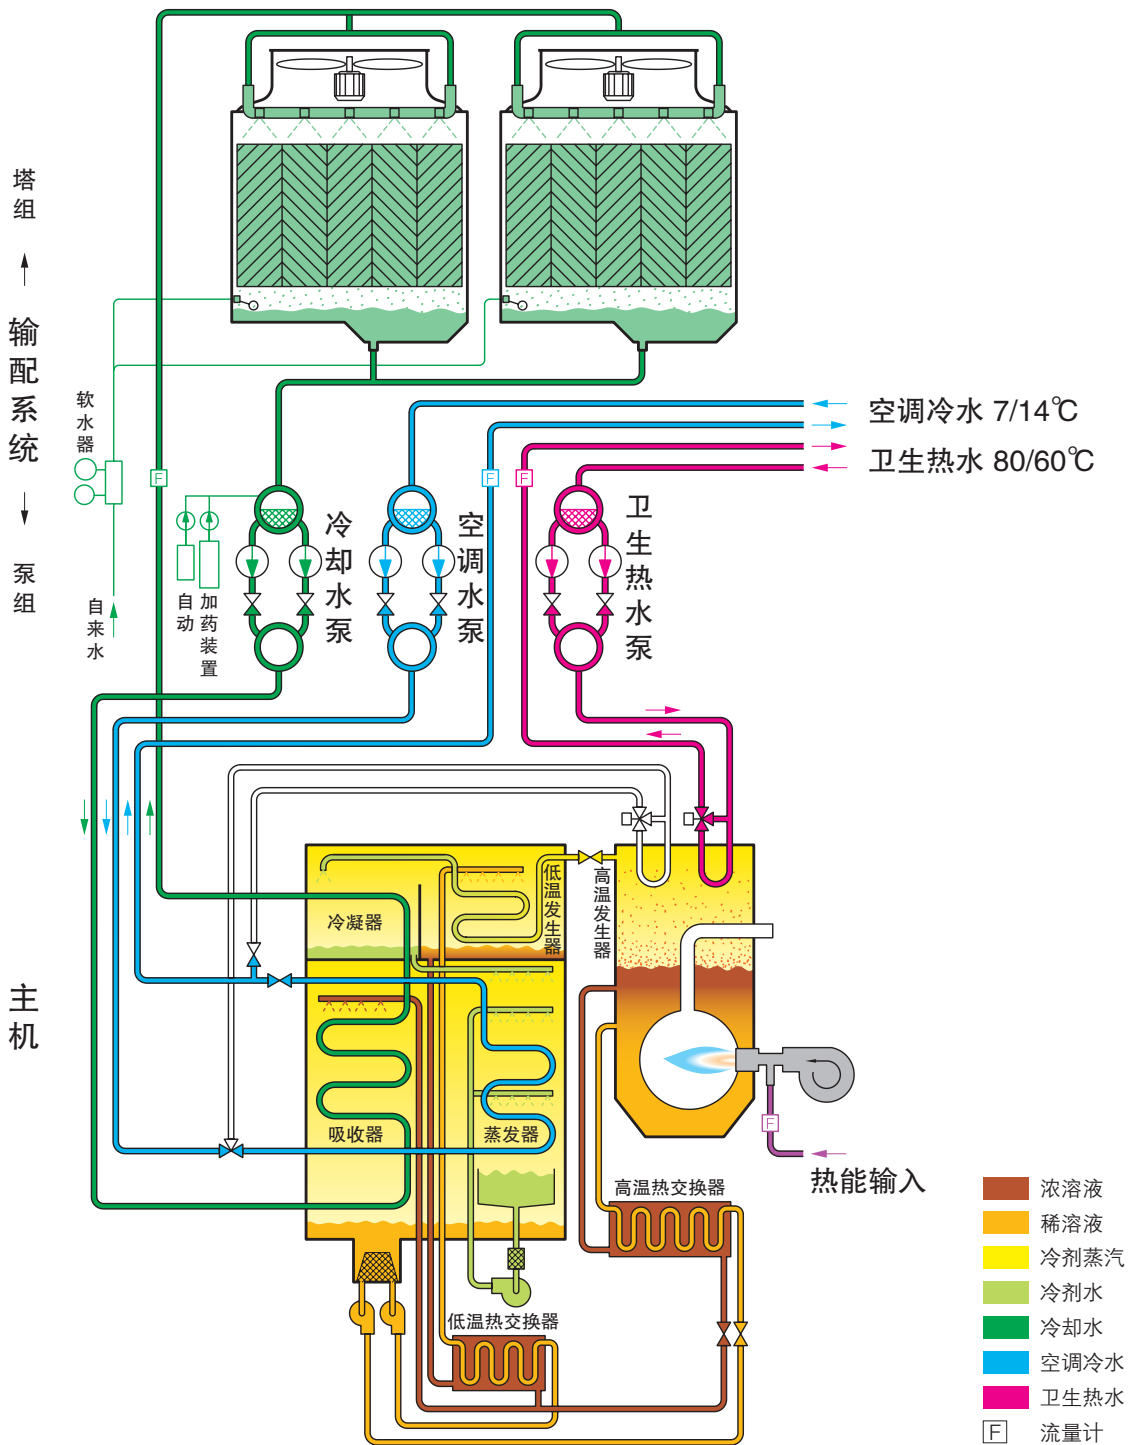 塔组
输配系统
泵组
主机
软水器
自来水
自动
加药装置
F
冷却水泵
空调水泵
F
F
卫生热水泵
空调冷水 7/14℃
卫生热水 80/60℃
冷凝器
低温发生器
高温发生器
吸收器
蒸发器
F
热能输入
高温热交换器
低温热交换器
浓溶液
稀溶液
冷剂蒸汽
冷剂水
冷却水
空调冷水
卫生热水
F 流量计